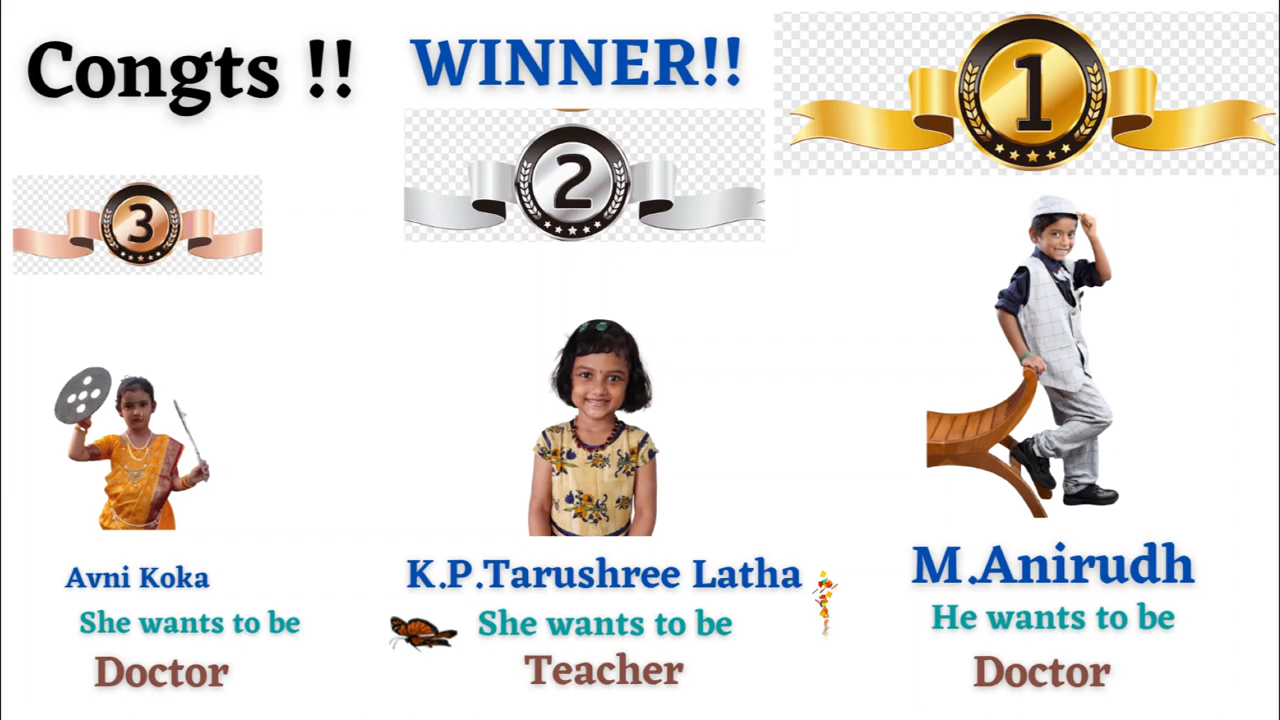 Congts !!
WINNER!!
1
2
3
Avni Koka
She wants to be
Doctor
K.P.Tarushree Latha
She wants to be
Teacher
M.Anirudh
He wants to be
Doctor